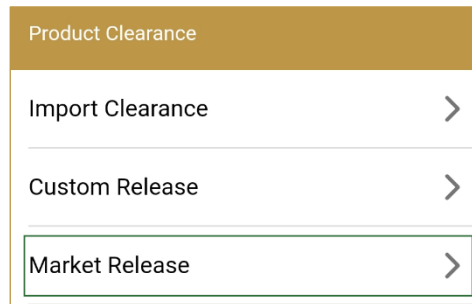 Product Clearance
Import Clearance
Custom Release
Market Release